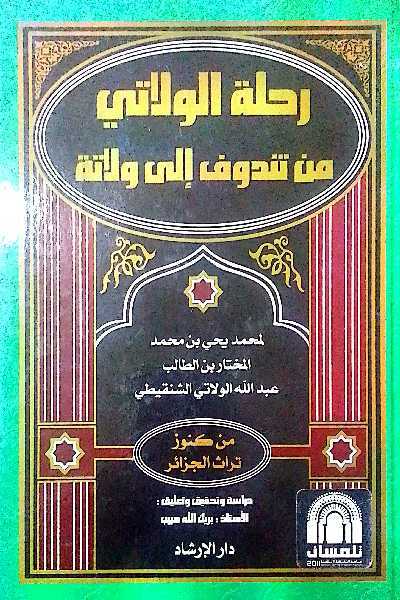 رحلة الولاتي
من تندوف إلى ولاتة
لمحمد يحي بن محمد
المختار بن الطالب
عبد الله الولاتي الشنقيطي
من كنوز
تراث الجزائر
دراسة وتحقيق وتعليق :
الأستاذ : بريك الله حبيب
دار الإرشاد
تلمسان
2011